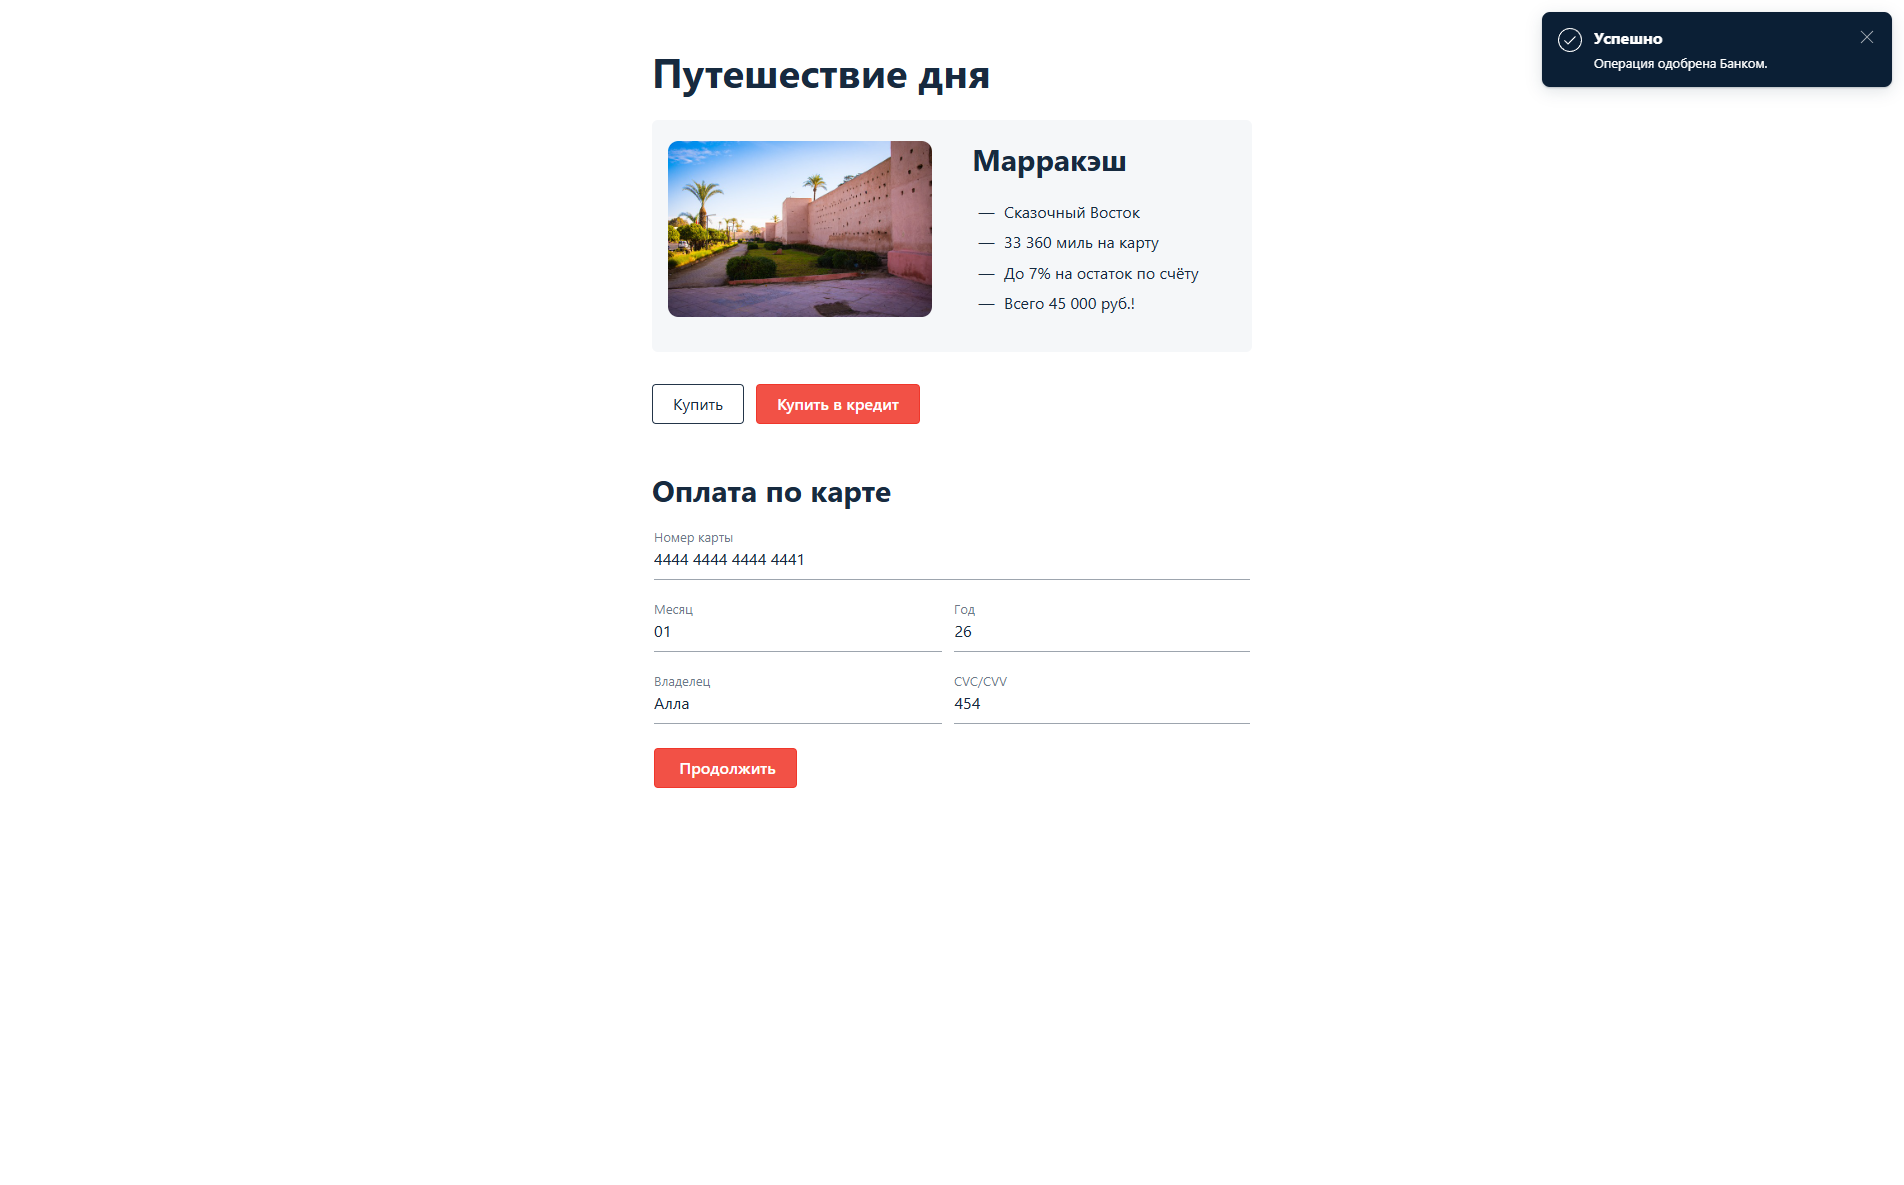 Путешествие дня
Успешно
Операция одобрена Банком.
Марракэш
— Сказочный Восток
— 33 360 миль на карту
— До 7% на остаток по счёту
— Всего 45 000 руб.!
Купить
Купить в кредит
Оплата по карте
Номер карты
4444 4444 4444 4441
Месяц
Год
01
26
Владелец
CVC/CVV
Алла
454
Продолжить